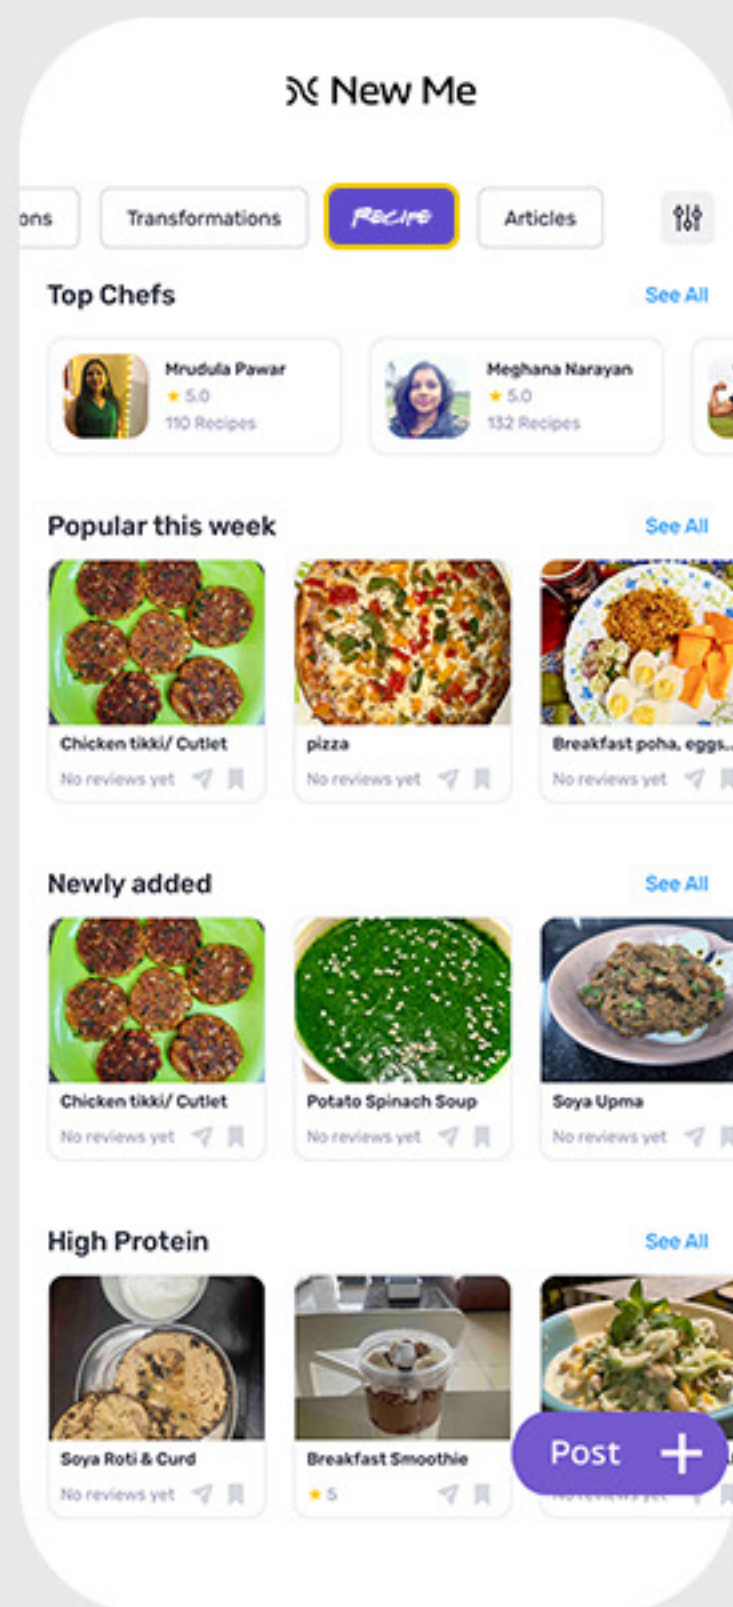 New Me
ons
Transformations
RECIPE
Articles
Top Chefs
See All
Mrudula Pawar
5.0
110 Recipes
Meghana Narayan
5.0
132 Recipes
Popular this week
See All
Chicken tikki/ Cutlet
No reviews yet
pizza
No reviews yet
Breakfast poha, eggs...
No reviews yet
Newly added
See All
Chicken tikki/ Cutlet
No reviews yet
Potato Spinach Soup
No reviews yet
Soya Upma
No reviews yet
High Protein
See All
Soya Roti & Curd
No reviews yet
Breakfast Smoothie
5
Post
No reviews yet